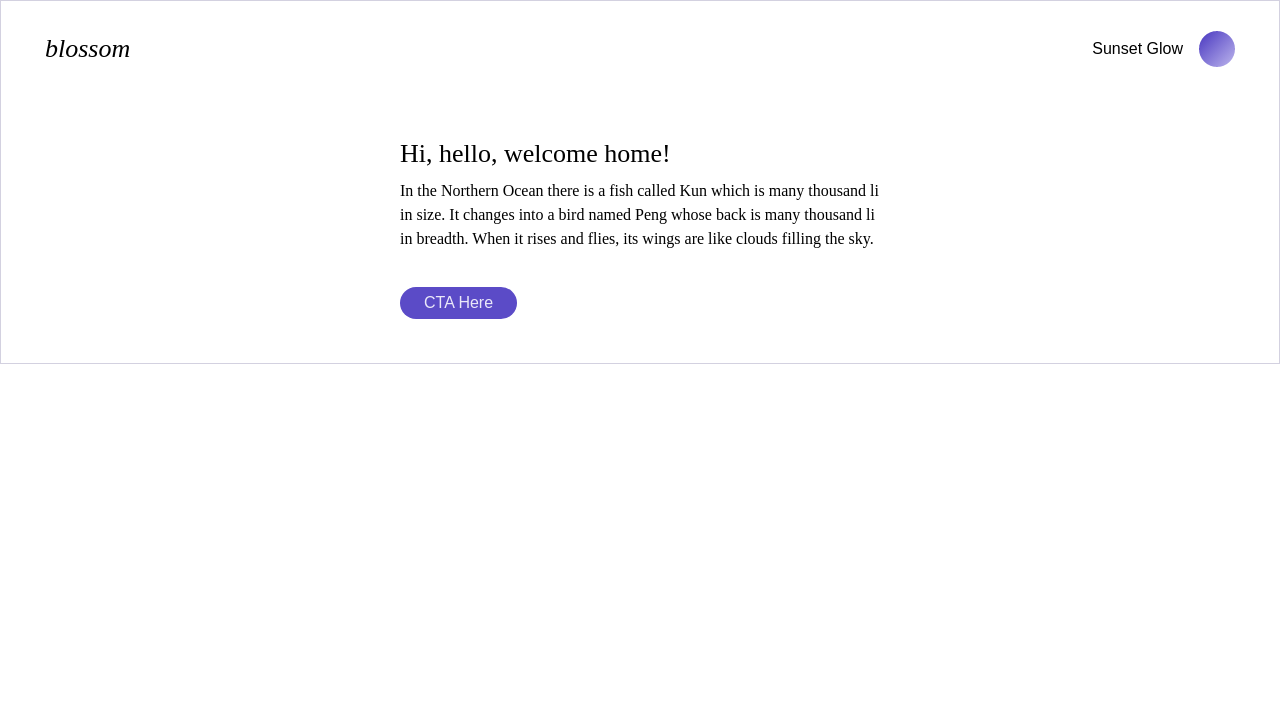 blossom
Sunset Glow
Hi, hello, welcome home!
In the Northern Ocean there is a fish called Kun which is many thousand li
in size. It changes into a bird named Peng whose back is many thousand li
in breadth. When it rises and flies, its wings are like clouds filling the sky.
CTA Here